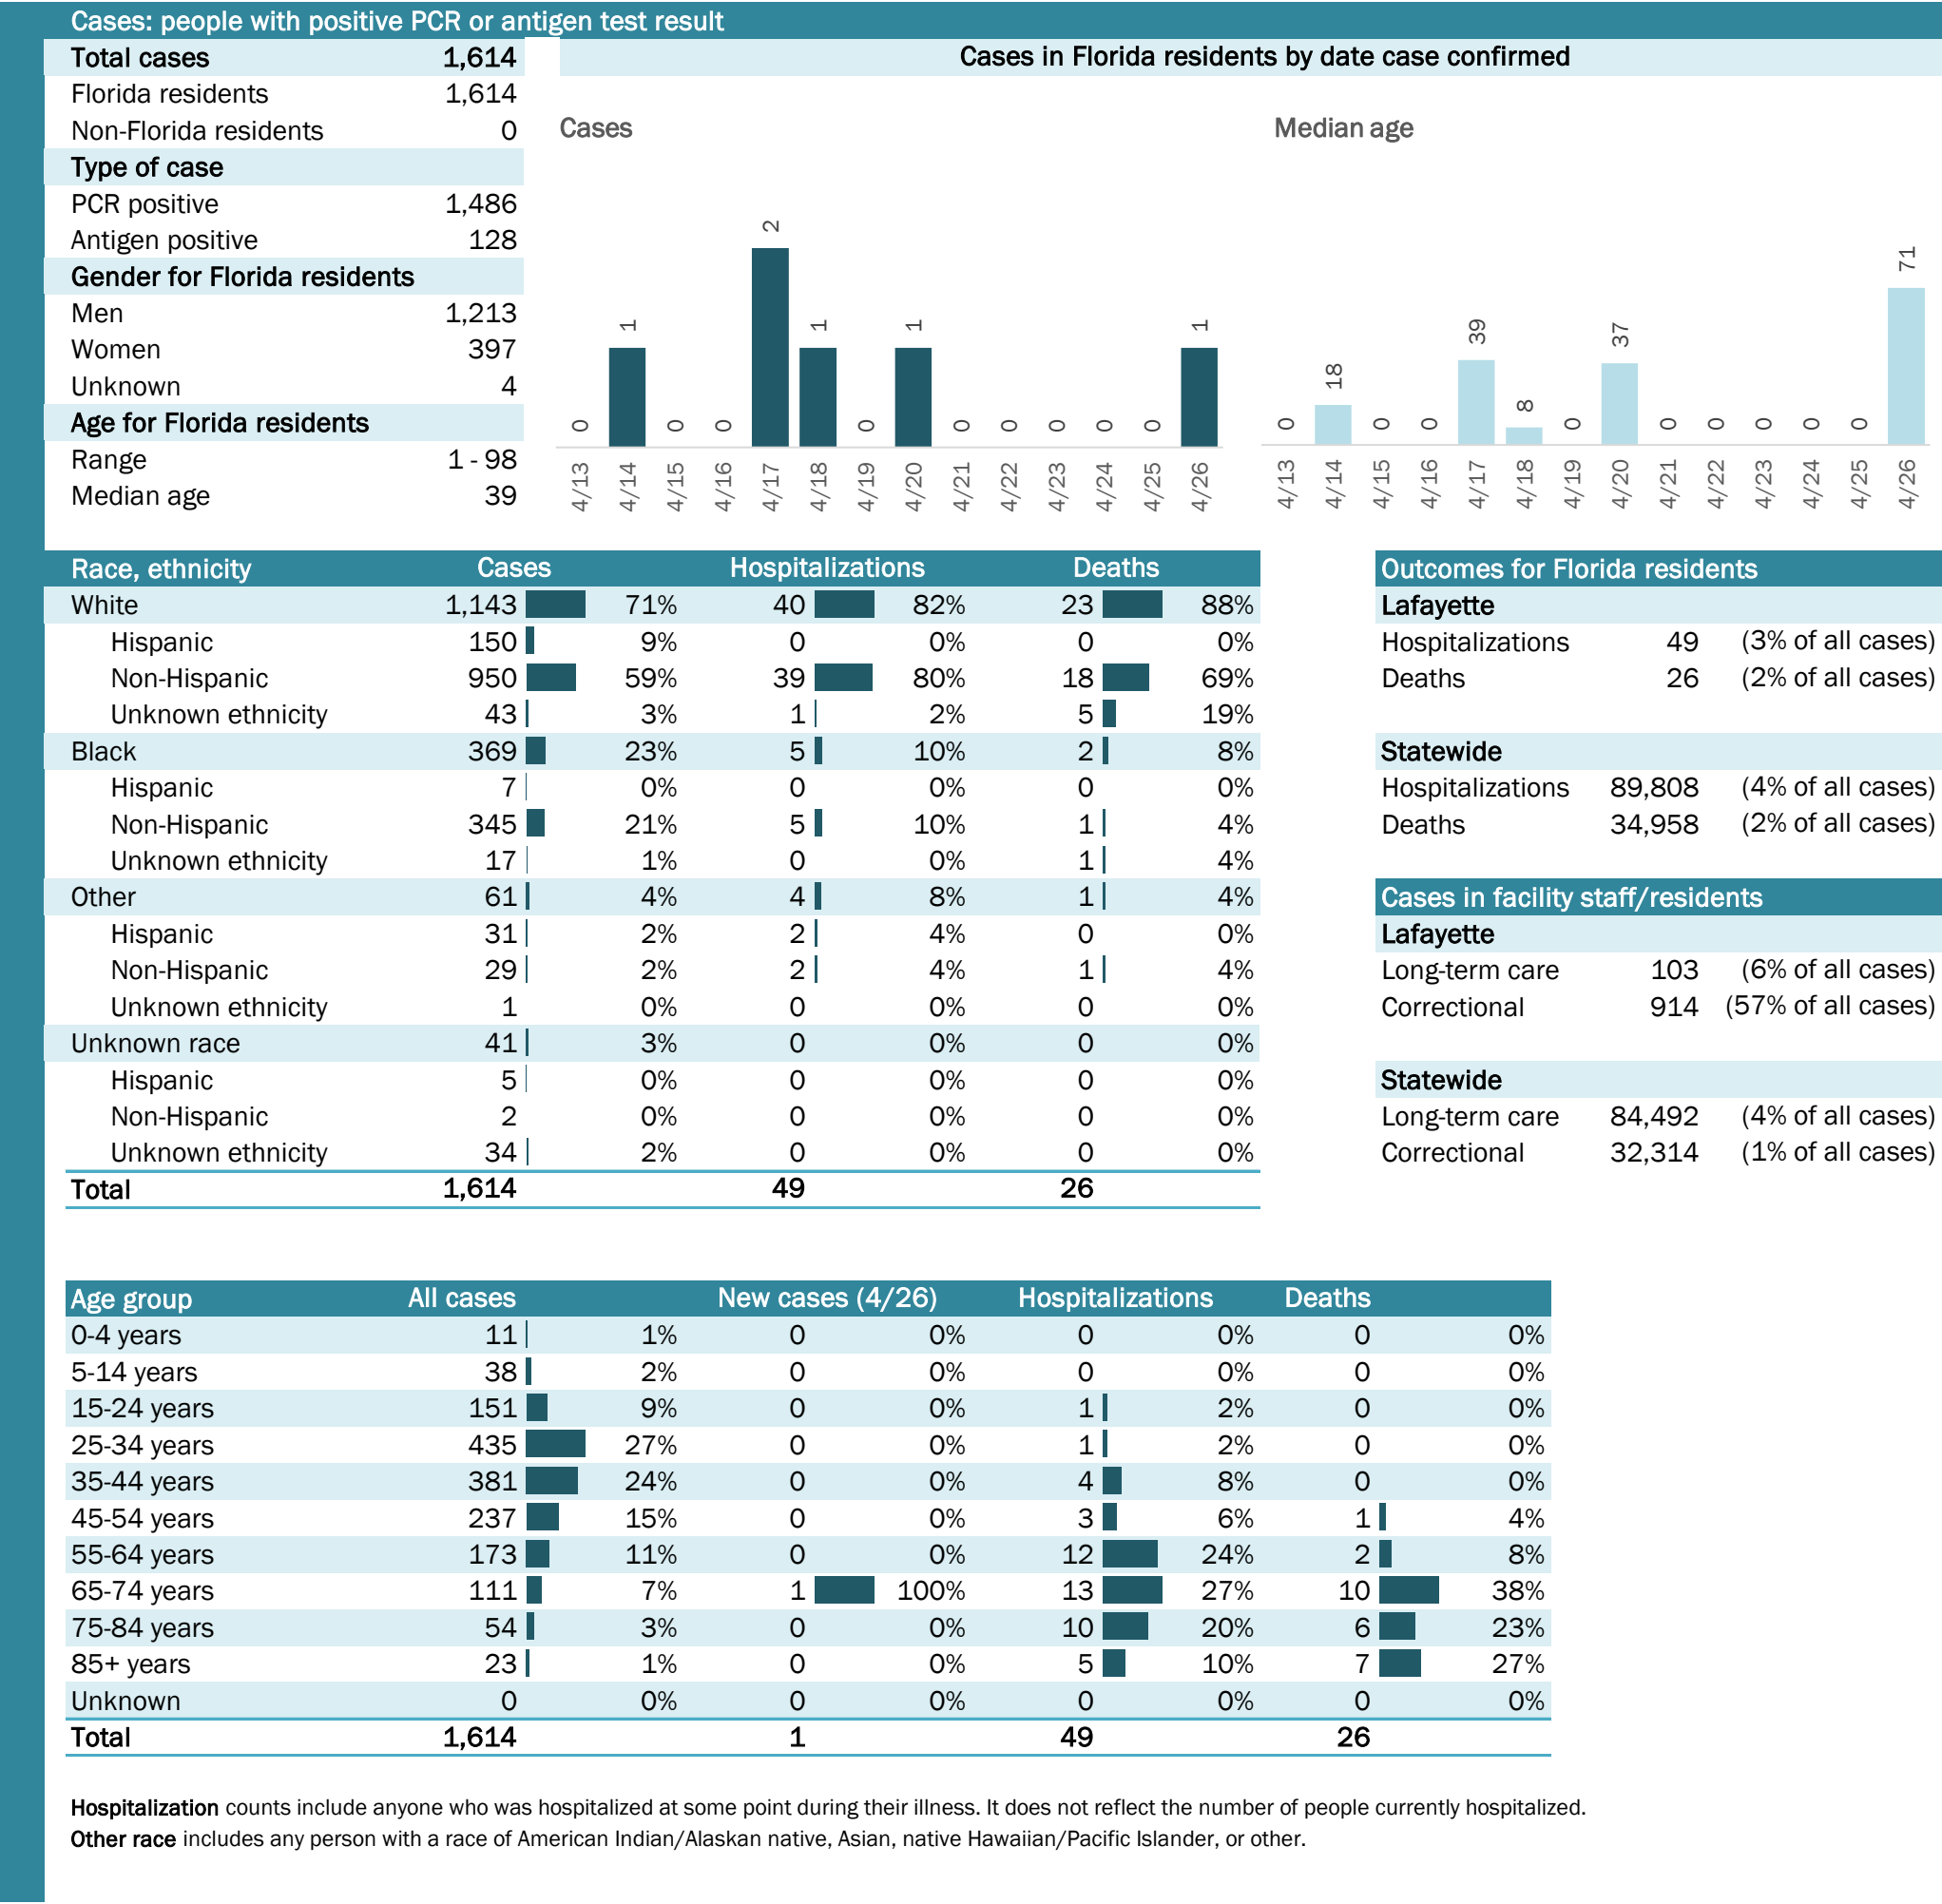 Cases: people with positive PCR or antigen test result
Total cases 1,614
Florida residents 1,614
Non-Florida residents 0
Type of case
PCR positive 1,486
Antigen positive 128
Gender for Florida residents
Men 1,213
Women 397
Unknown 4
Age for Florida residents
Range 1 - 98
Median age 39
Cases in Florida residents by date case confirmed
Cases
0 1 0 0 2 1 0 1 0 0 0 0 0 1
4/13 4/14 4/15 4/16 4/17 4/18 4/19 4/20 4/21 4/22 4/23 4/24 4/25 4/26
Median age
0 18 0 0 39 8 0 37 0 0 0 0 0 71
4/13 4/14 4/15 4/16 4/17 4/18 4/19 4/20 4/21 4/22 4/23 4/24 4/25 4/26
Race, ethnicity Cases Hospitalizations Deaths
White 1,143 71% 40 82% 23 88%
Hispanic 150 9% 0 0% 0 0%
Non-Hispanic 950 59% 39 80% 18 69%
Unknown ethnicity 43 3% 1 2% 5 19%
Black 369 23% 5 10% 2 8%
Hispanic 7 0% 0 0% 0 0%
Non-Hispanic 345 21% 5 10% 1 4%
Unknown ethnicity 17 1% 0 0% 1 4%
Other 61 4% 4 8% 1 4%
Hispanic 31 2% 2 4% 0 0%
Non-Hispanic 29 2% 2 4% 1 4%
Unknown ethnicity 1 0% 0 0% 0 0%
Unknown race 41 3% 0 0% 0 0%
Hispanic 5 0% 0 0% 0 0%
Non-Hispanic 2 0% 0 0% 0 0%
Unknown ethnicity 34 2% 0 0% 0 0%
Total 1,614 49 26
Outcomes for Florida residents
Lafayette
Hospitalizations 49 (3% of all cases)
Deaths 26 (2% of all cases)
Statewide
Hospitalizations 89,808 (4% of all cases)
Deaths 34,958 (2% of all cases)
Cases in facility staff/residents
Lafayette
Long-term care 103 (6% of all cases)
Correctional 914 (57% of all cases)
Statewide
Long-term care 84,492 (4% of all cases)
Correctional 32,314 (1% of all cases)
Age group All cases New cases (4/26) Hospitalizations Deaths
0-4 years 11 1% 0 0% 0 0% 0 0%
5-14 years 38 2% 0 0% 0 0% 0 0%
15-24 years 151 9% 0 0% 1 2% 0 0%
25-34 years 435 27% 0 0% 1 2% 0 0%
35-44 years 381 24% 0 0% 4 8% 0 0%
45-54 years 237 15% 0 0% 3 6% 1 4%
55-64 years 173 11% 0 0% 12 24% 2 8%
65-74 years 111 7% 1 100% 13 27% 10 38%
75-84 years 54 3% 0 0% 10 20% 6 23%
85+ years 23 1% 0 0% 5 10% 7 27%
Unknown 0 0% 0 0% 0 0% 0 0%
Total 1,614 1 49 26
Hospitalization counts include anyone who was hospitalized at some point during their illness. It does not reflect the number of people currently hospitalized.
Other race includes any person with a race of American Indian/Alaskan native, Asian, native Hawaiian/Pacific Islander, or other.